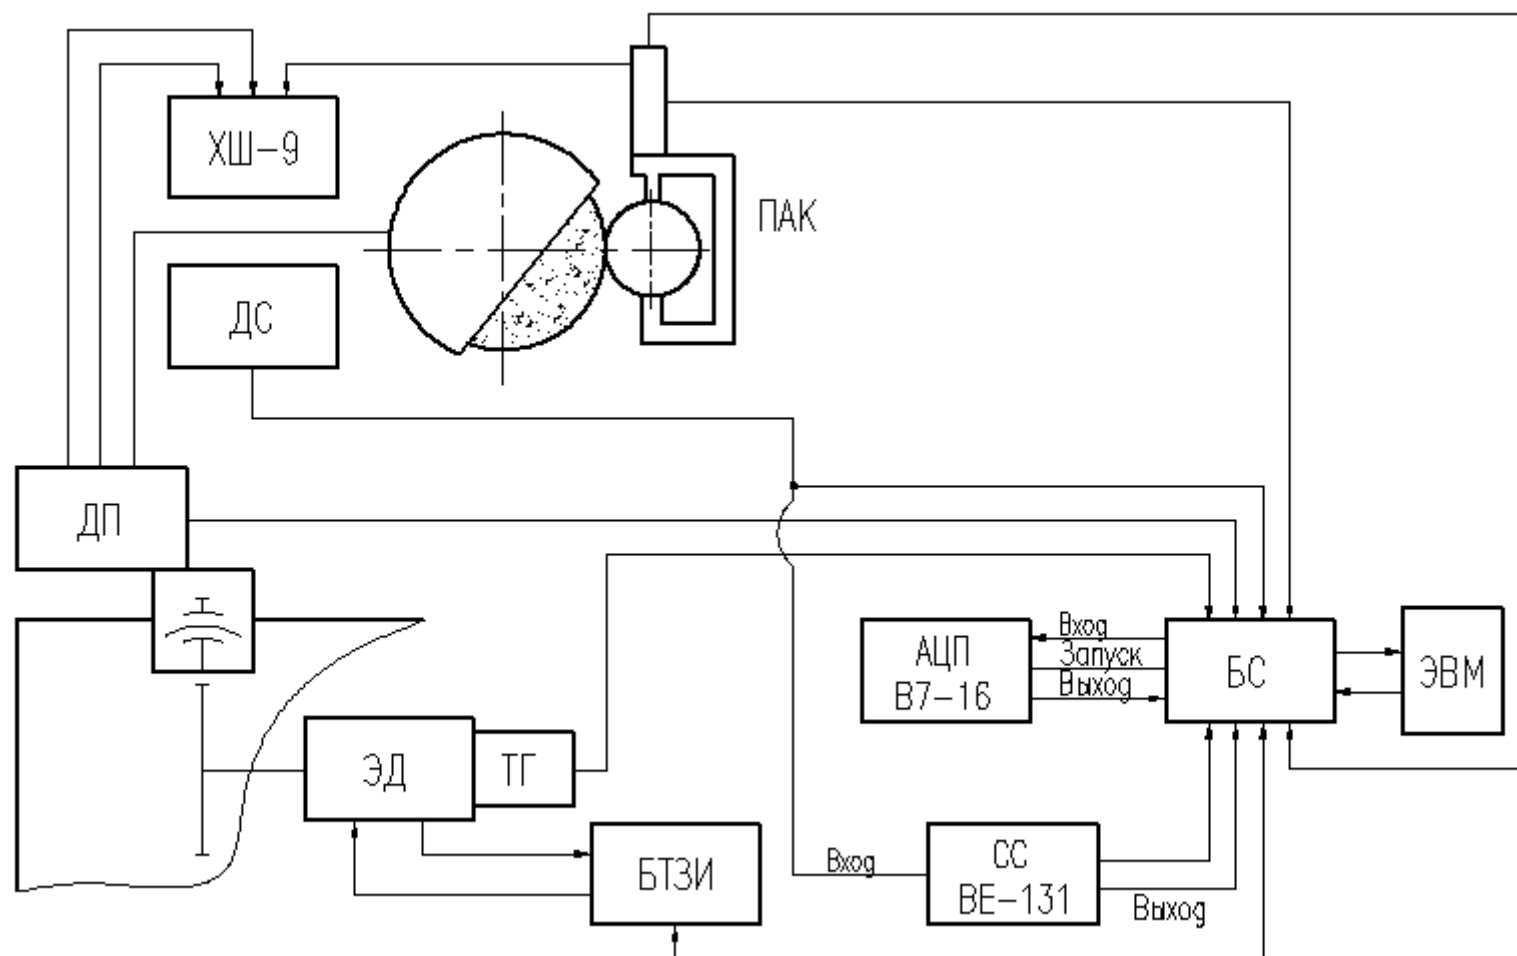 ХШ-9
ПАК
ДС
ДП
Вход
Запуск
Выход
АЦП
В7-16
БС
ЭВМ
ЭД
ТГ
БТЗИ
Вход
СС
ВЕ-131
Выход